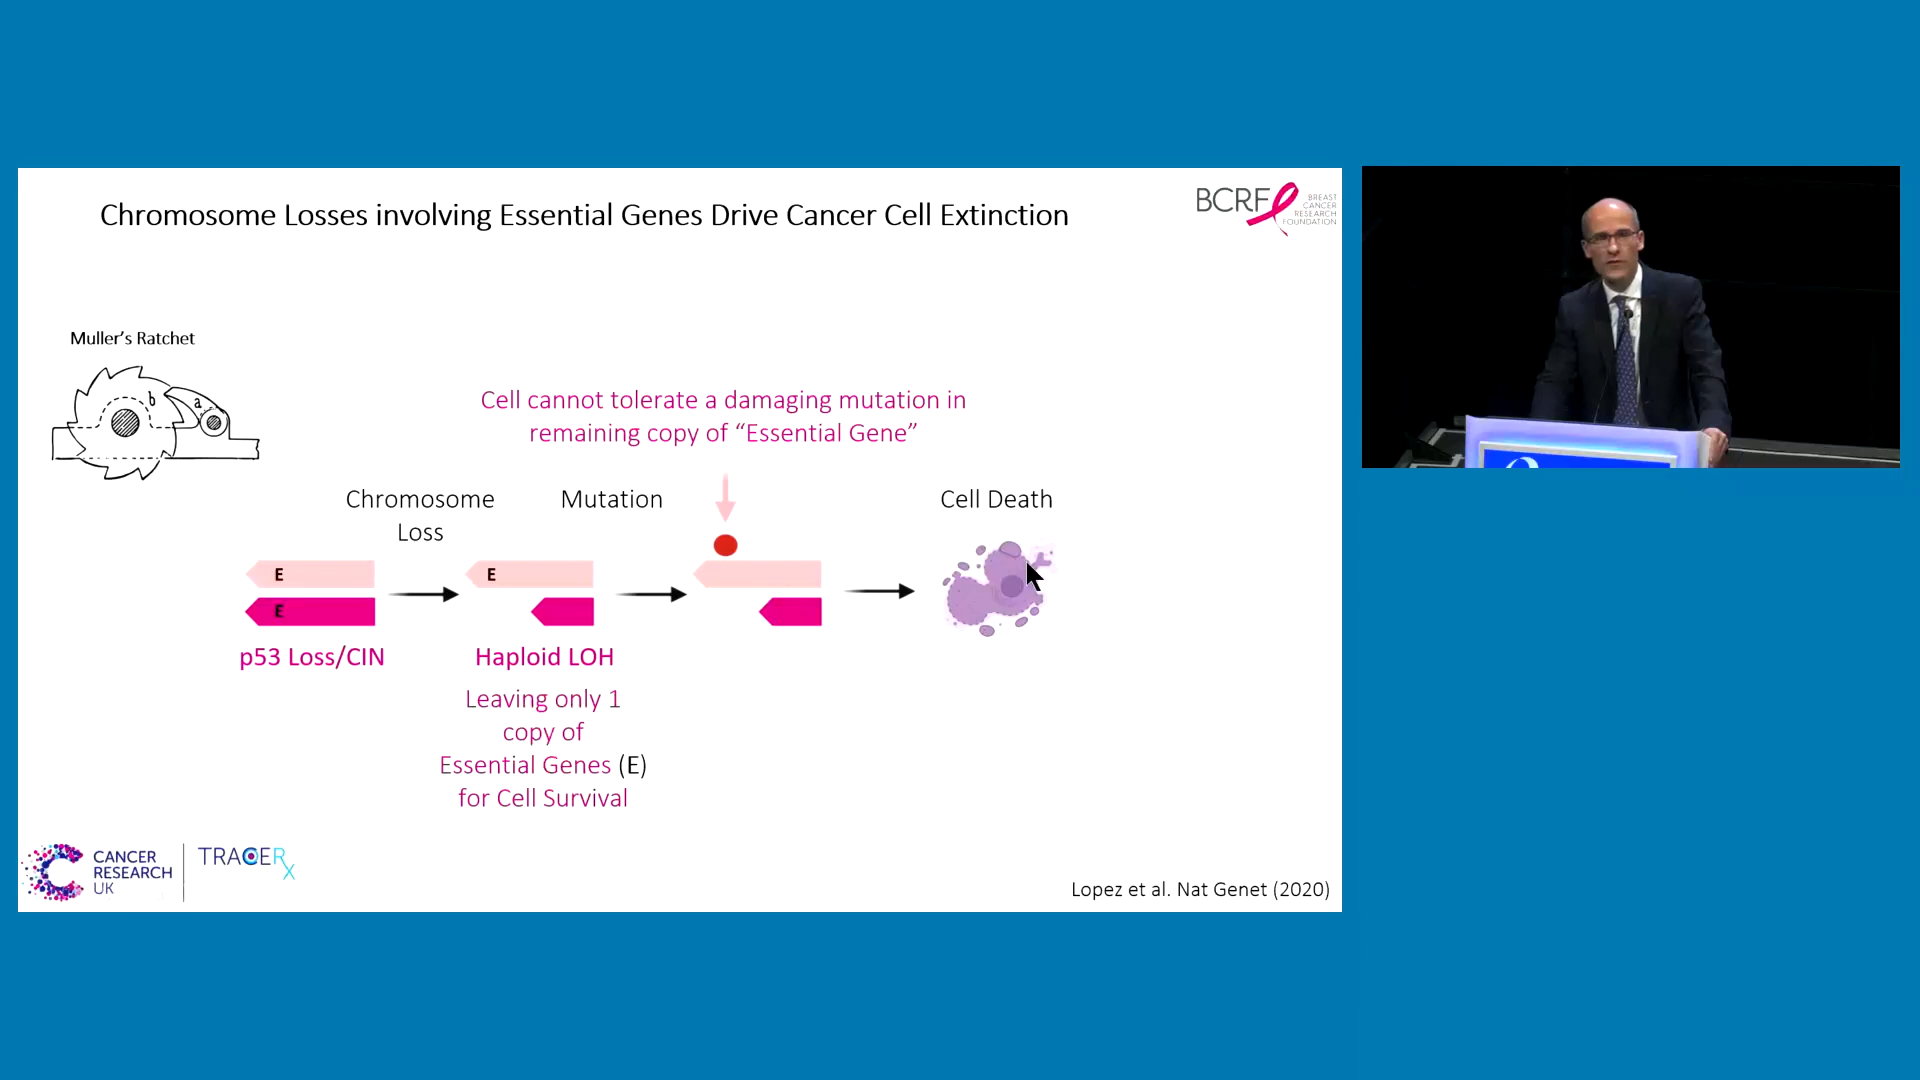 Chromosome Losses involving Essential Genes Drive Cancer Cell Extinction
BCRF
BREAST
CANCER
RESEARCH
FOUNDATION
Muller's Ratchet
b
a
Cell cannot tolerate a damaging mutation in
remaining copy of “Essential Gene”
Chromosome
Loss
Mutation
Cell Death
E
E
E
p53 Loss/CIN
Haploid LOH
Leaving only 1
copy of
Essential Genes (E)
for Cell Survival
CANCER
RESEARCH
UK
TRACERx
Lopez et al. Nat Genet (2020)